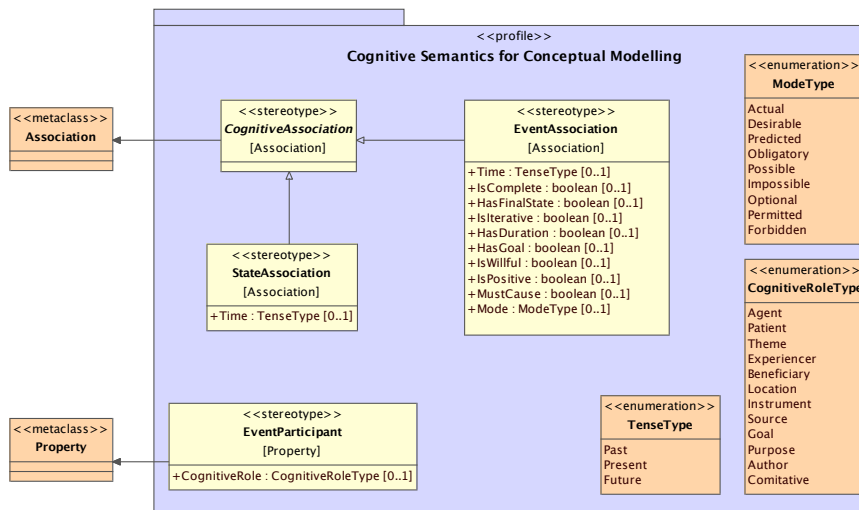 <<profile>>
Cognitive Semantics for Conceptual Modelling
<<metaclass>>
Association
<<stereotype>>
CognitiveAssociation
[Association]
<<stereotype>>
EventAssociation
[Association]
+Time : TenseType [0..1]
+IsComplete : boolean [0..1]
+HasFinalState : boolean [0..1]
+IsIterative : boolean [0..1]
+HasDuration : boolean [0..1]
+HasGoal : boolean [0..1]
+IsWillful : boolean [0..1]
+IsPositive : boolean [0..1]
+MustCause : boolean [0..1]
+Mode : ModeType [0..1]
<<enumeration>>
ModeType
Actual
Desirable
Predicted
Obligatory
Possible
Impossible
Optional
Permitted
Forbidden
<<stereotype>>
StateAssociation
[Association]
+Time : TenseType [0..1]
<<enumeration>>
CognitiveRoleType
Agent
Patient
Theme
Experiencer
Beneficiary
Location
Instrument
Source
Goal
Purpose
Author
Comitative
<<metaclass>>
Property
<<stereotype>>
EventParticipant
[Property]
+CognitiveRole : CognitiveRoleType [0..1]
<<enumeration>>
TenseType
Past
Present
Future